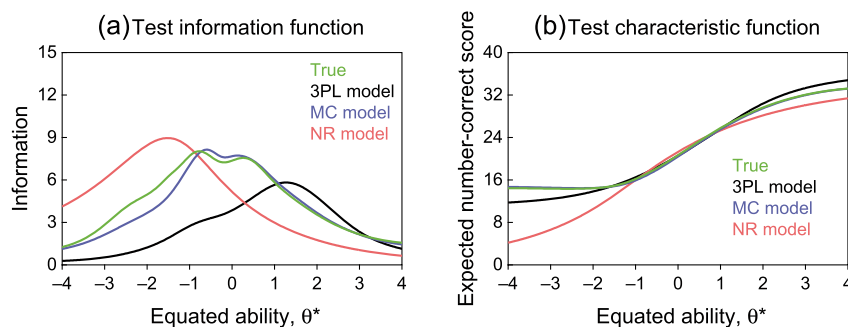 (a) Test information function
15
12
9
6
3
0
Information
True
3PL model
MC model
NR model
−4 −3 −2 −1 0 1 2 3 4
Equated ability, θ*
(b) Test characteristic function
40
32
24
16
8
0
Expected number-correct score
True
3PL model
MC model
NR model
−4 −3 −2 −1 0 1 2 3 4
Equated ability, θ*